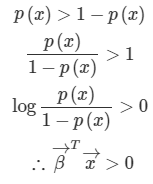 p(x) > 1 − p(x)
p(x) / 1 − p(x) > 1
log p(x) / 1 − p(x) > 0
∴ β⃗ᵀ x⃗ > 0